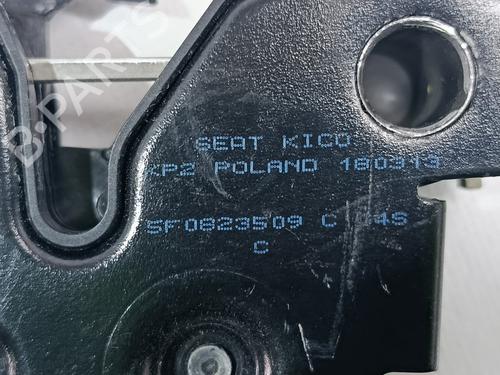 B-PARTS
SEAT KICO
KP2 POLAND 180313
5F0823509 C 04S
C